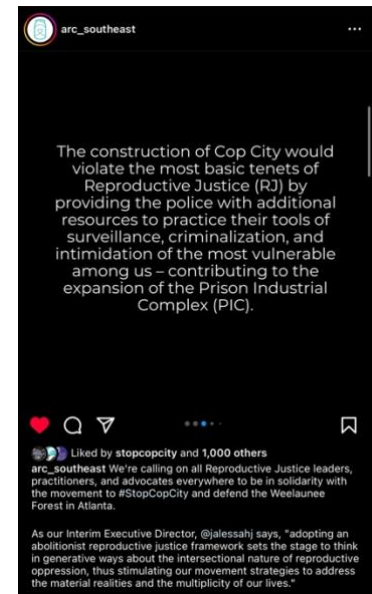 arc_southeast
The construction of Cop City would
violate the most basic tenets of
Reproductive Justice (RJ) by
providing the police with additional
resources to practice their tools of
surveillance, criminalization, and
intimidation of the most vulnerable
among us – contributing to the
expansion of the Prison Industrial
Complex (PIC).
Liked by stopcopcity and 1,000 others
arc_southeast We're calling on all Reproductive Justice leaders,
practitioners, and advocates everywhere to be in solidarity with
the movement to #StopCopCity and defend the Weelaunee
Forest in Atlanta.
As our Interim Executive Director, @jalessahj says, "adopting an
abolitionist reproductive justice framework sets the stage to think
in generative ways about the intersectional nature of reproductive
oppression, thus stimulating our movement strategies to address
the material realities and the multiplicity of our lives."